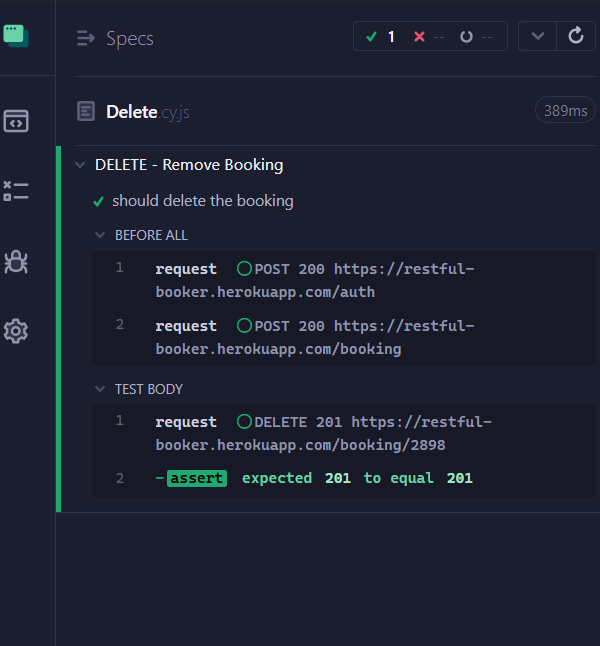 Specs
1 -- --
Delete.cy.js 389ms
DELETE - Remove Booking
should delete the booking
BEFORE ALL
1 request POST 200 https://restful-
booker.herokuapp.com/auth
2 request POST 200 https://restful-
booker.herokuapp.com/booking
TEST BODY
1 request DELETE 201 https://restful-
booker.herokuapp.com/booking/2898
2 -assert expected 201 to equal 201